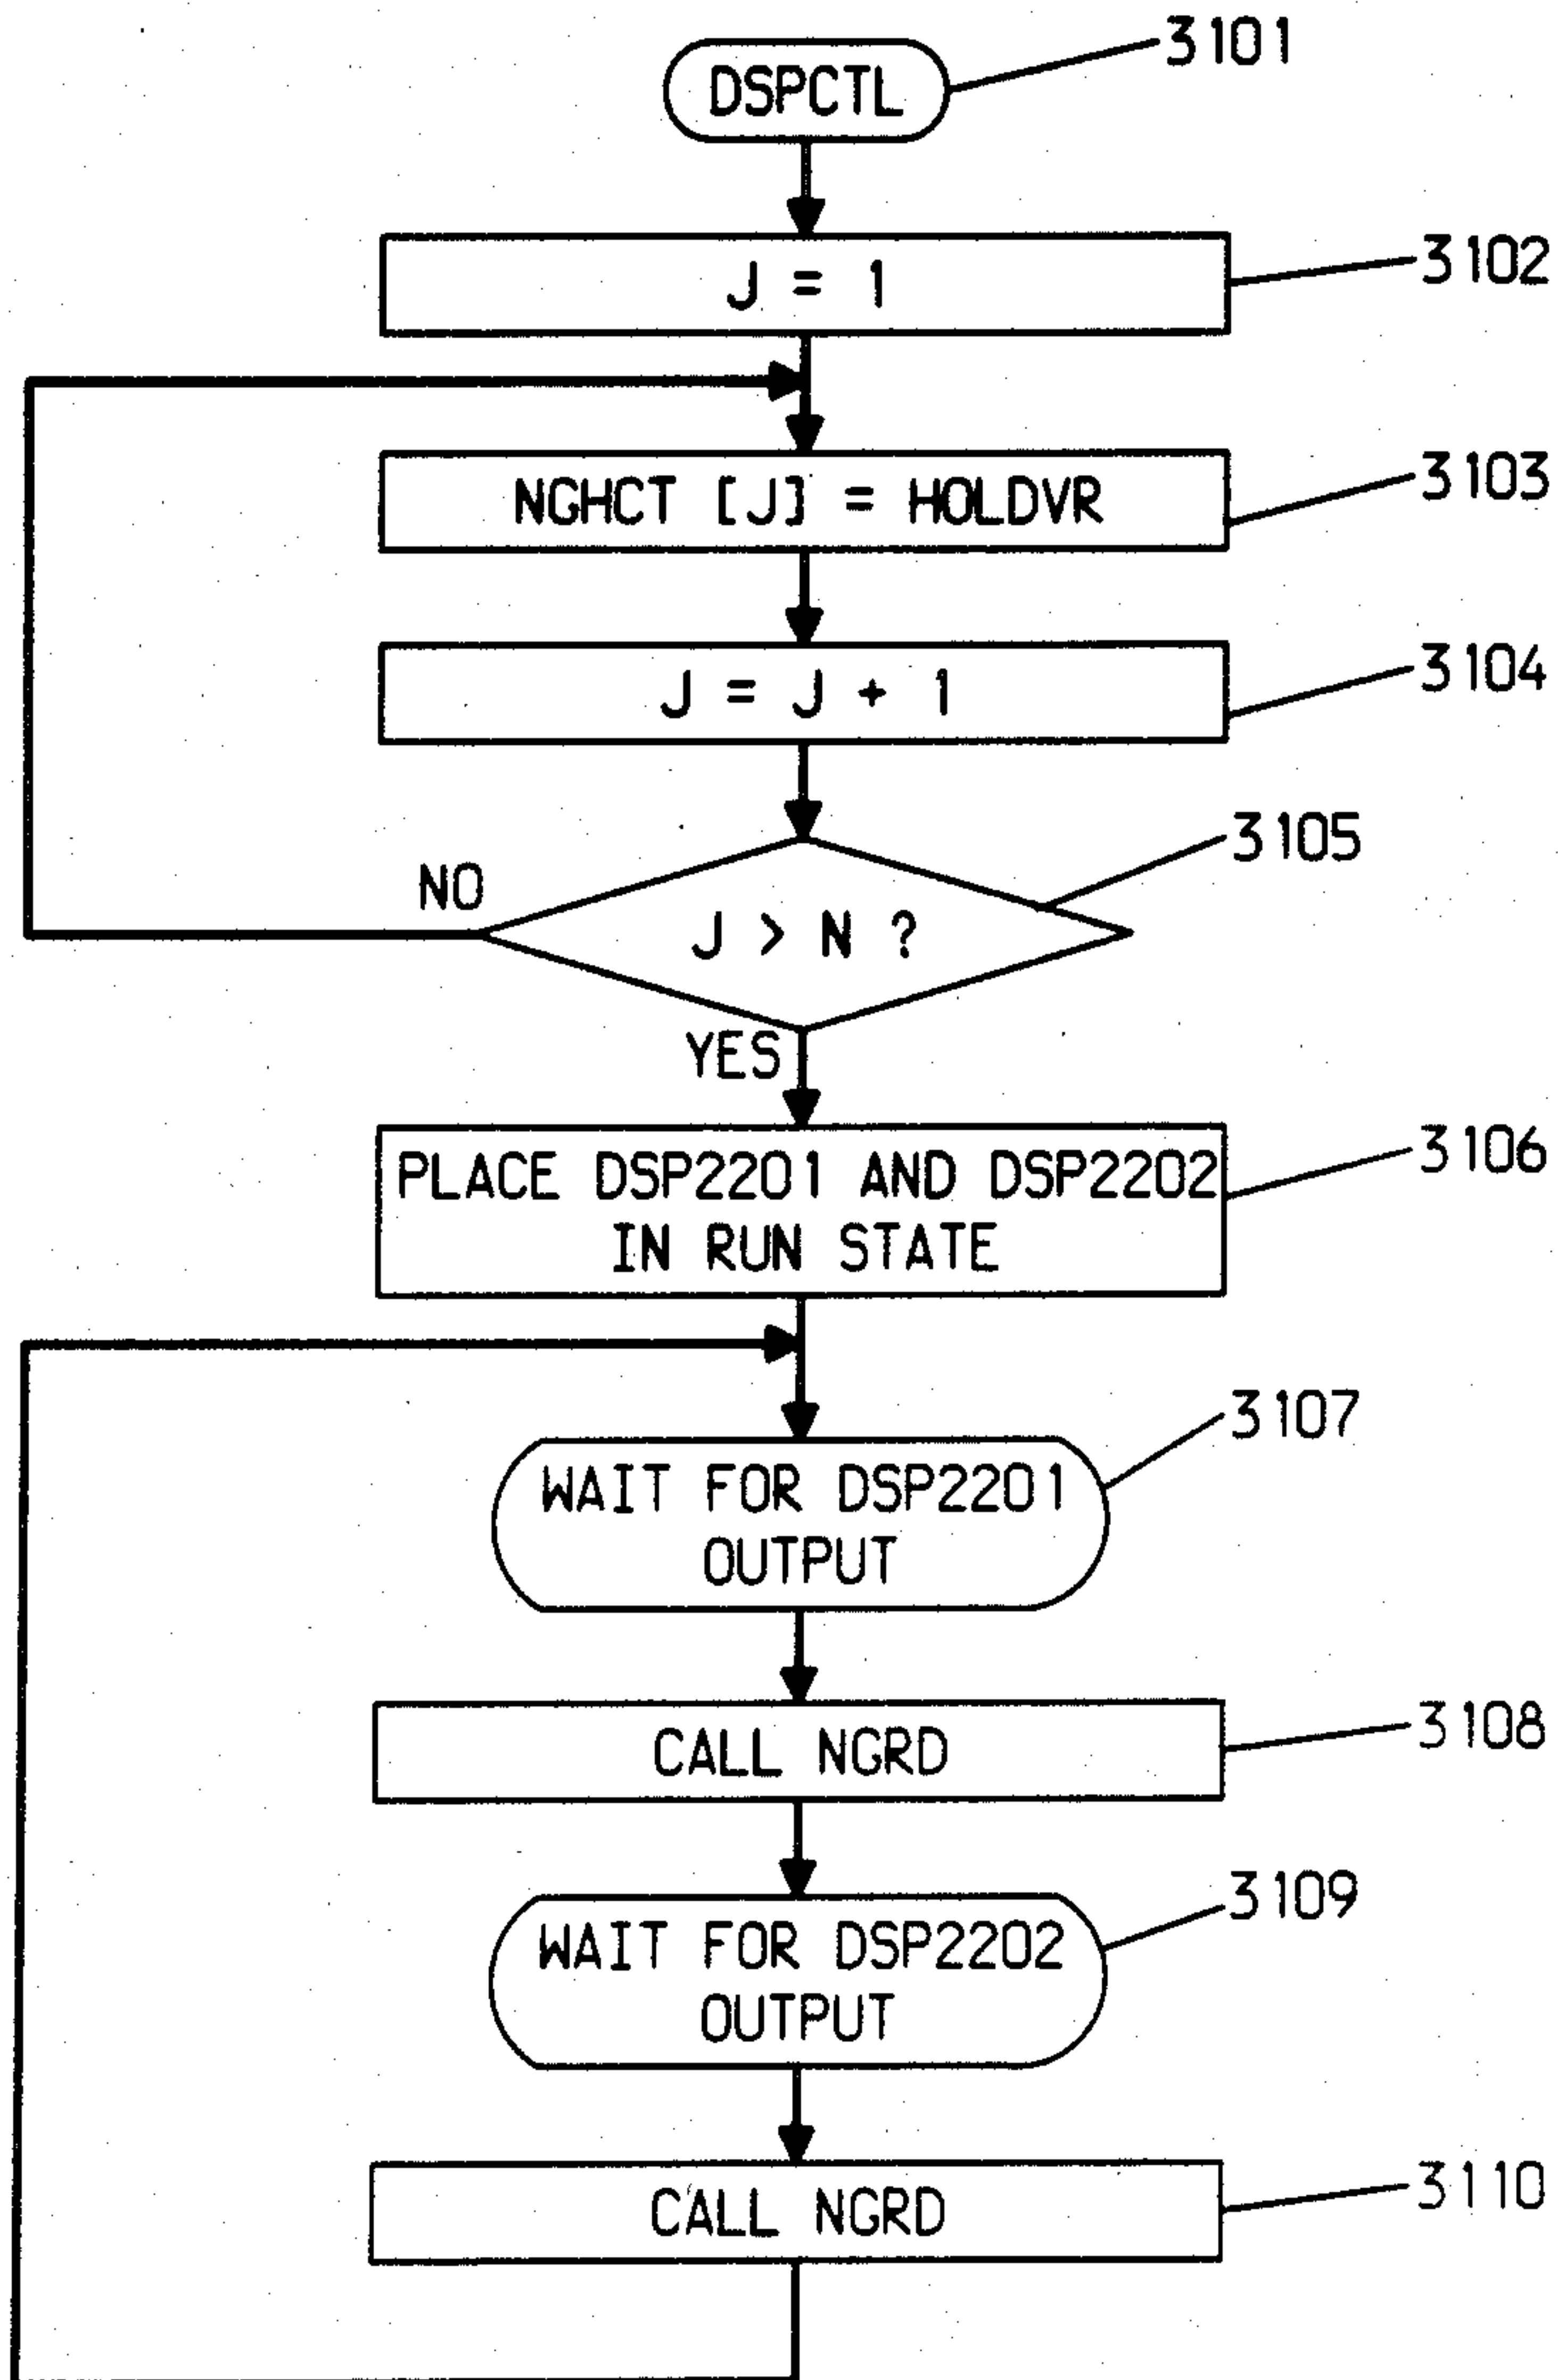 3101
DSPCTL
3102
J = 1
3103
NGHCT [J] = HOLDVR
3104
J = J + 1
3105
NO
J > N ?
YES
3106
PLACE DSP2201 AND DSP2202
IN RUN STATE
3107
WAIT FOR DSP2201
OUTPUT
3108
CALL NGRD
3109
WAIT FOR DSP2202
OUTPUT
3110
CALL NGRD